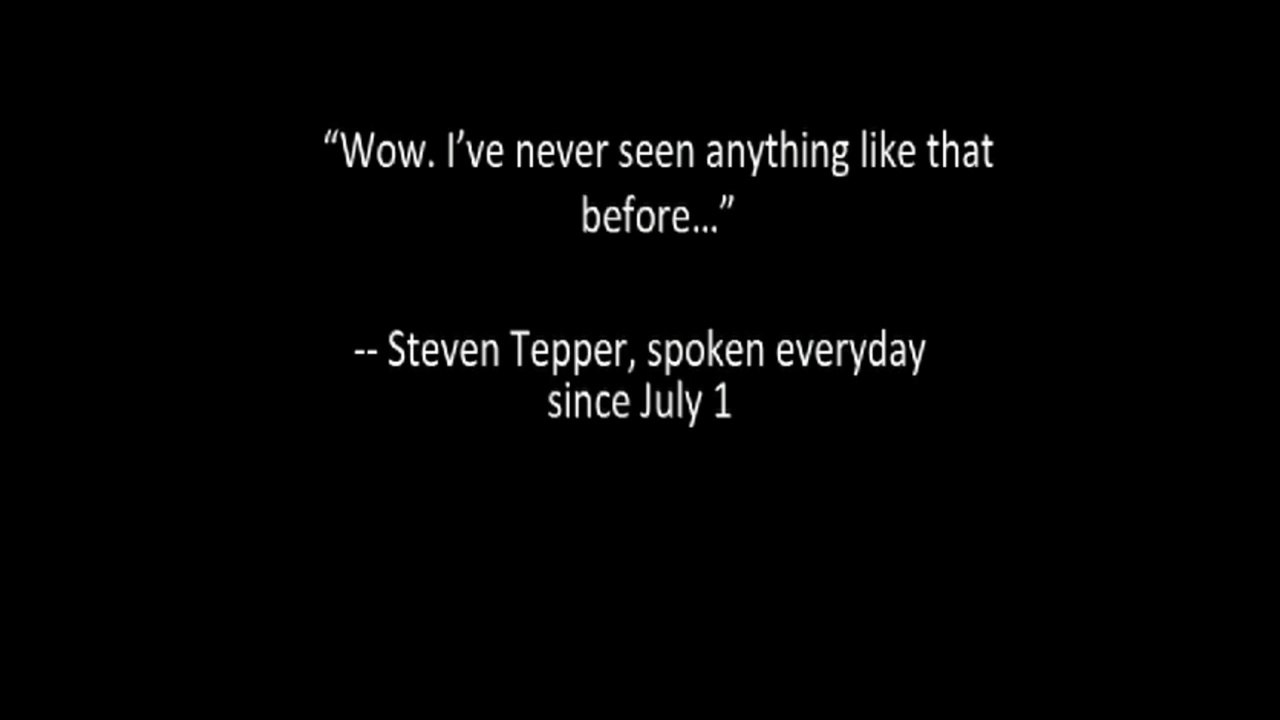 “Wow. I’ve never seen anything like that
before...”
-- Steven Tepper, spoken everyday
since July 1